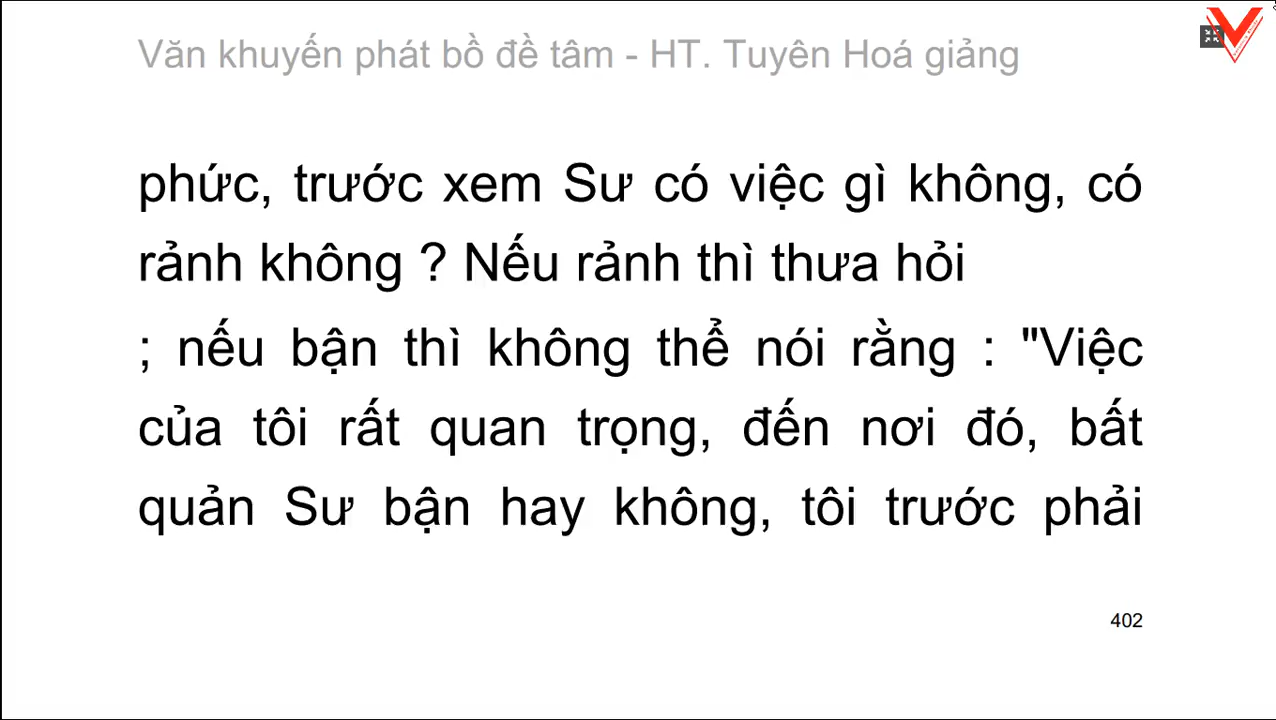 Văn khuyến phát bồ đề tâm - HT. Tuyên Hoá giảng
phức, trước xem Sư có việc gì không, có
rảnh không ? Nếu rảnh thì thưa hỏi
; nếu bận thì không thể nói rằng : "Việc
của tôi rất quan trọng, đến nơi đó, bất
quản Sư bận hay không, tôi trước phải
402